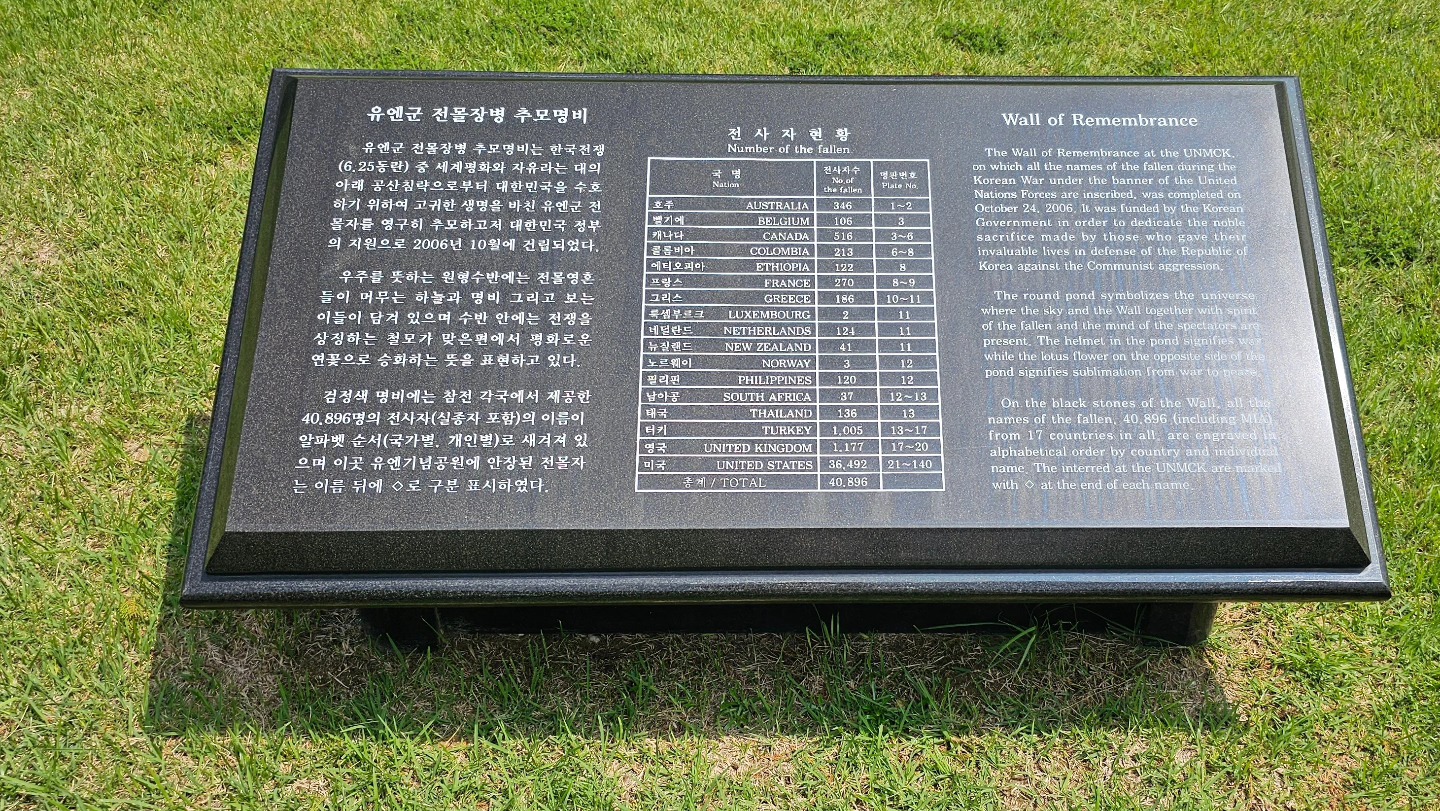 유엔군 전몰장병 추모명비
유엔군 전몰장병 추모명비는 한국전쟁
(6.25동란) 중 세계평화와 자유라는 대의
아래 공산침략으로부터 대한민국을 수호
하기 위하여 고귀한 생명을 바친 유엔군 전
몰자를 영구히 추모하고저 대한민국 정부
의 지원으로 2006년 10월에 건립되었다.
우주를 뜻하는 원형수반에는 전몰영혼
들이 머무는 하늘과 명비 그리고 보는
이들이 담겨 있으며 수반 안에는 전쟁을
상징하는 철모가 맞은편에서 평화로운
연꽃으로 승화하는 뜻을 표현하고 있다.
검정색 명비에는 참전 각국에서 제공한
40,896명의 전사자(실종자 포함)의 이름이
알파벳 순서(국가별, 개인별)로 새겨져 있
으며 이곳 유엔기념공원에 안장된 전몰자
는 이름 뒤에 ◇로 구분 표시하였다.
전 사 자 현 황
Number of the fallen
국 명 전사자수 명판번호
Nation No.of the fallen Plate No.
호주 AUSTRALIA 346 1~2
벨기에 BELGIUM 106 3
캐나다 CANADA 516 3~6
콜롬비아 COLOMBIA 213 6~8
에티오피아 ETHIOPIA 122 8
프랑스 FRANCE 270 8~9
그리스 GREECE 186 10~11
룩셈부르크 LUXEMBOURG 2 11
네덜란드 NETHERLANDS 124 11
뉴질랜드 NEW ZEALAND 41 11
노르웨이 NORWAY 3 12
필리핀 PHILIPPINES 120 12
남아공 SOUTH AFRICA 37 12~13
태국 THAILAND 136 13
터키 TURKEY 1,005 13~17
영국 UNITED KINGDOM 1,177 17~20
미국 UNITED STATES 36,492 21~140
총계 / TOTAL 40,896
Wall of Remembrance
The Wall of Remembrance at the UNMCK,
on which all the names of the fallen during the
Korean War under the banner of the United
Nations Forces are inscribed, was completed on
October 24, 2006. It was funded by the Korean
Government in order to dedicate the noble
sacrifice made by those who gave their
invaluable lives in defense of the Republic of
Korea against the Communist aggression.
The round pond symbolizes the universe
where the sky and the Wall together with spirit
of the fallen and the mind of the spectators are
present. The helmet in the pond signifies war
while the lotus flower on the opposite side of the
pond signifies sublimation from war to peace.
On the black stones of the Wall, all the
names of the fallen, 40,896 (including MIA)
from 17 countries in all, are engraved in
alphabetical order by country and individual
name. The interred at the UNMCK are marked
with ◇ at the end of each name.